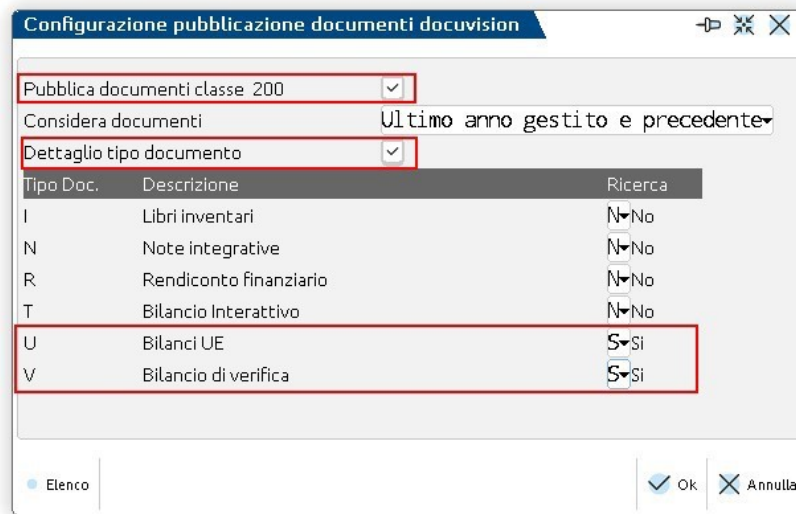 Configurazione pubblicazione documenti docuvision
Pubblica documenti classe 200
Considera documenti Ultimo anno gestito e precedente
Dettaglio tipo documento
Tipo Doc. Descrizione Ricerca
I Libri inventari N No
N Note integrative N No
R Rendiconto finanziario N No
T Bilancio Interattivo N No
U Bilanci UE S Si
V Bilancio di verifica S Si
Elenco Ok Annulla